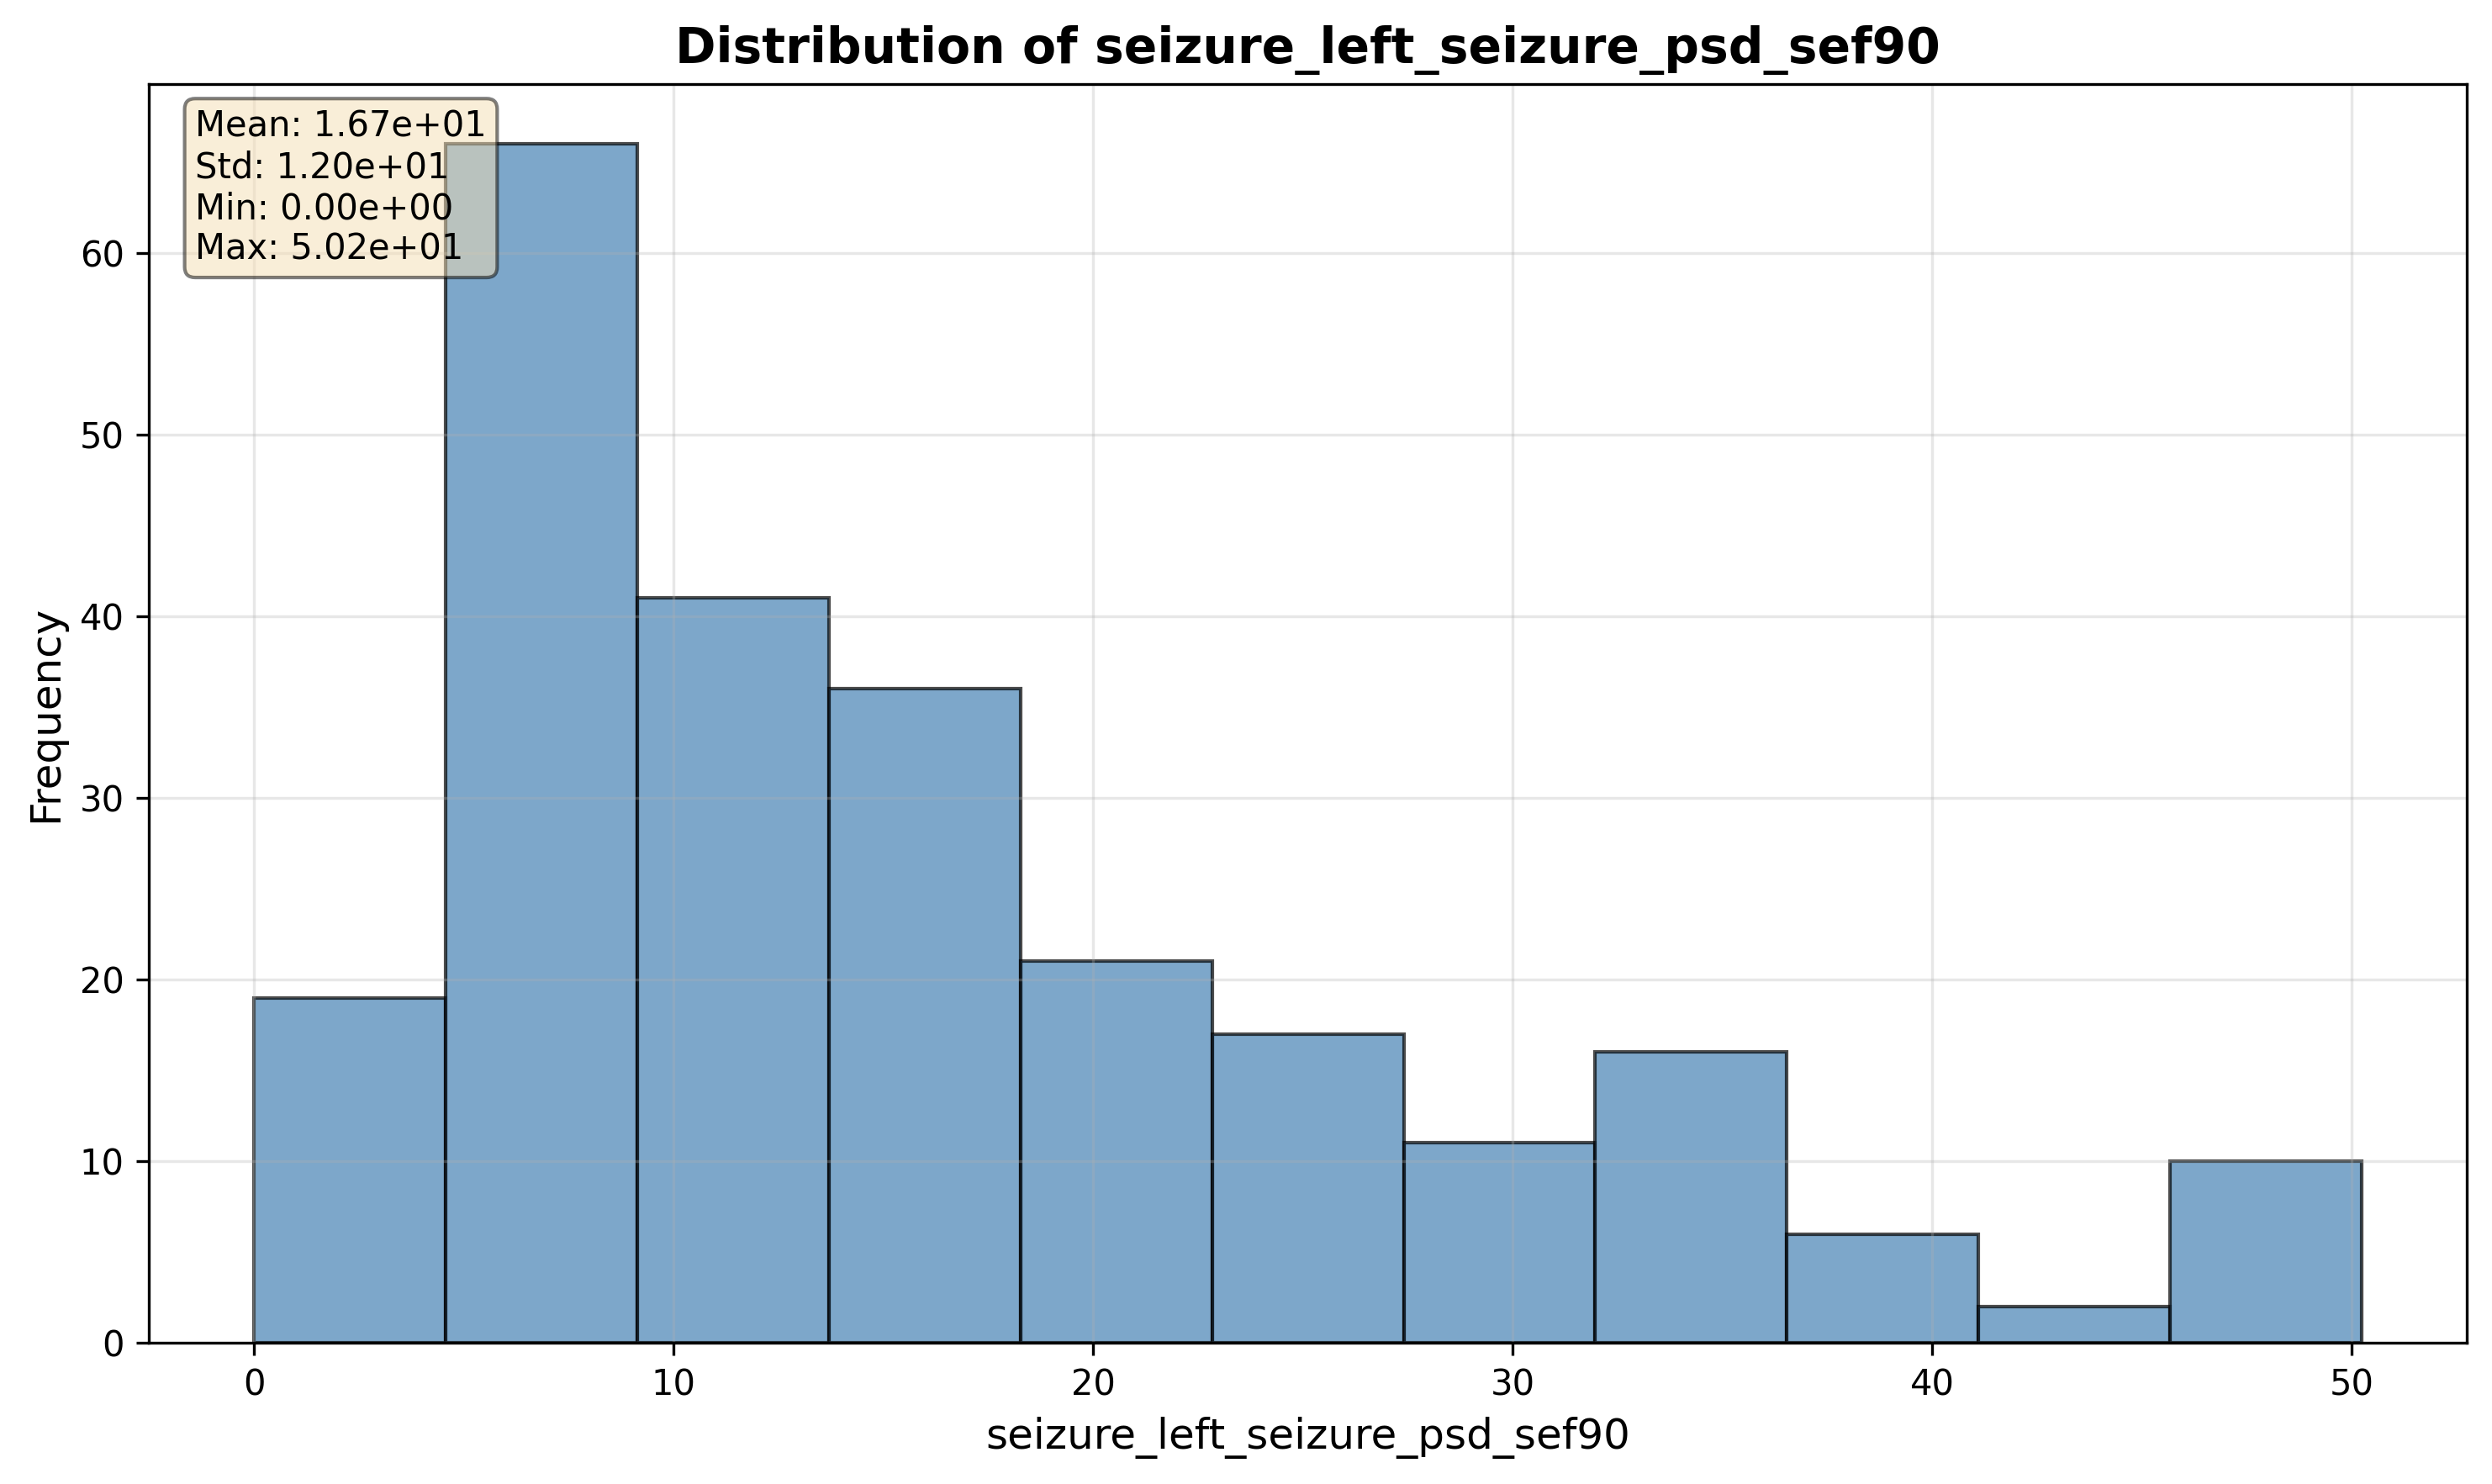 Distribution of seizure_left_seizure_psd_sef90
Mean: 1.67e+01
Std: 1.20e+01
Min: 0.00e+00
Max: 5.02e+01
Frequency
60
50
40
30
20
10
0
0 10 20 30 40 50
seizure_left_seizure_psd_sef90